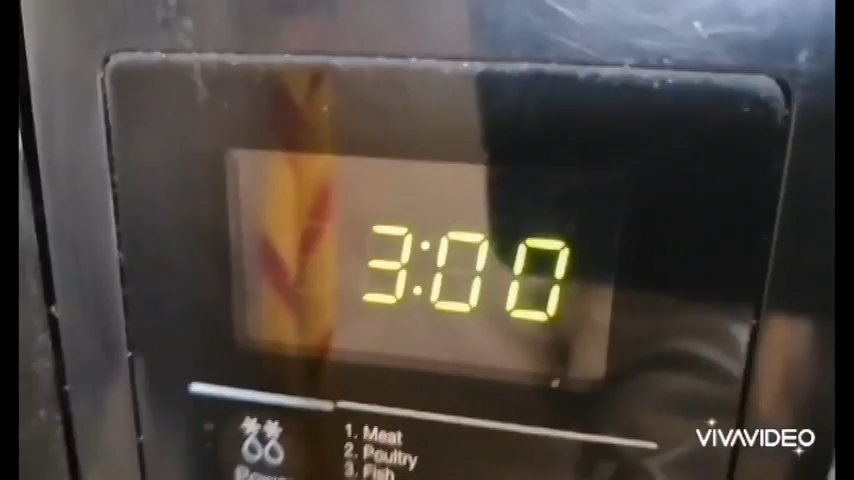 3:00
1. Meat
2. Poultry
3. Fish
VIVAVIDEO